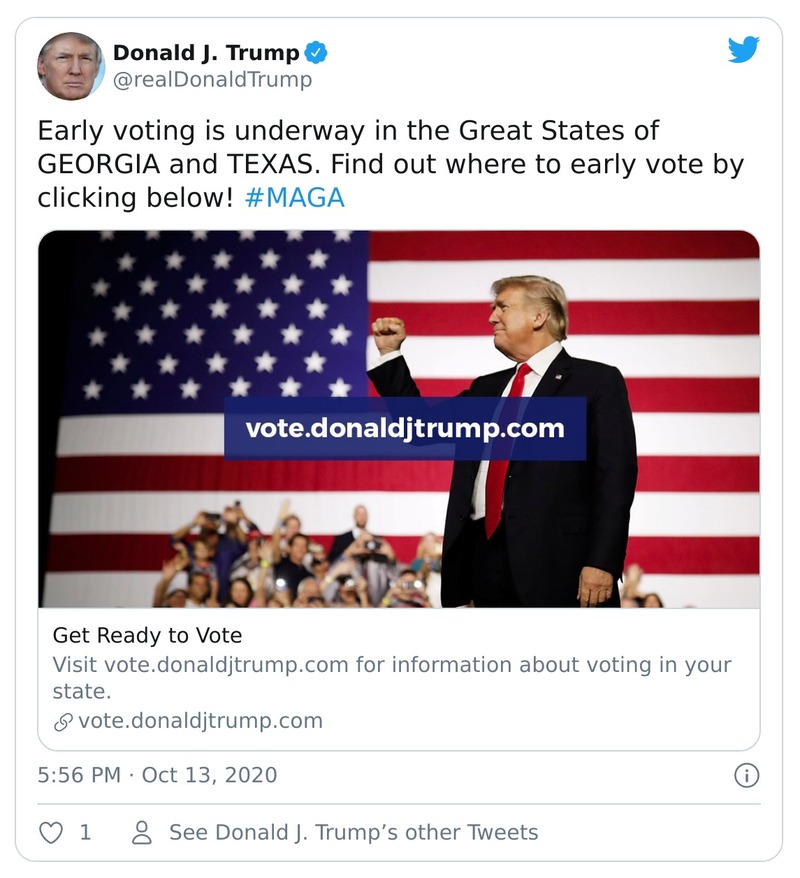 Donald J. Trump
@realDonaldTrump
Early voting is underway in the Great States of
GEORGIA and TEXAS. Find out where to early vote by
clicking below! #MAGA
vote.donaldjtrump.com
Get Ready to Vote
Visit vote.donaldjtrump.com for information about voting in your
state.
vote.donaldjtrump.com
5:56 PM · Oct 13, 2020
1 See Donald J. Trump’s other Tweets